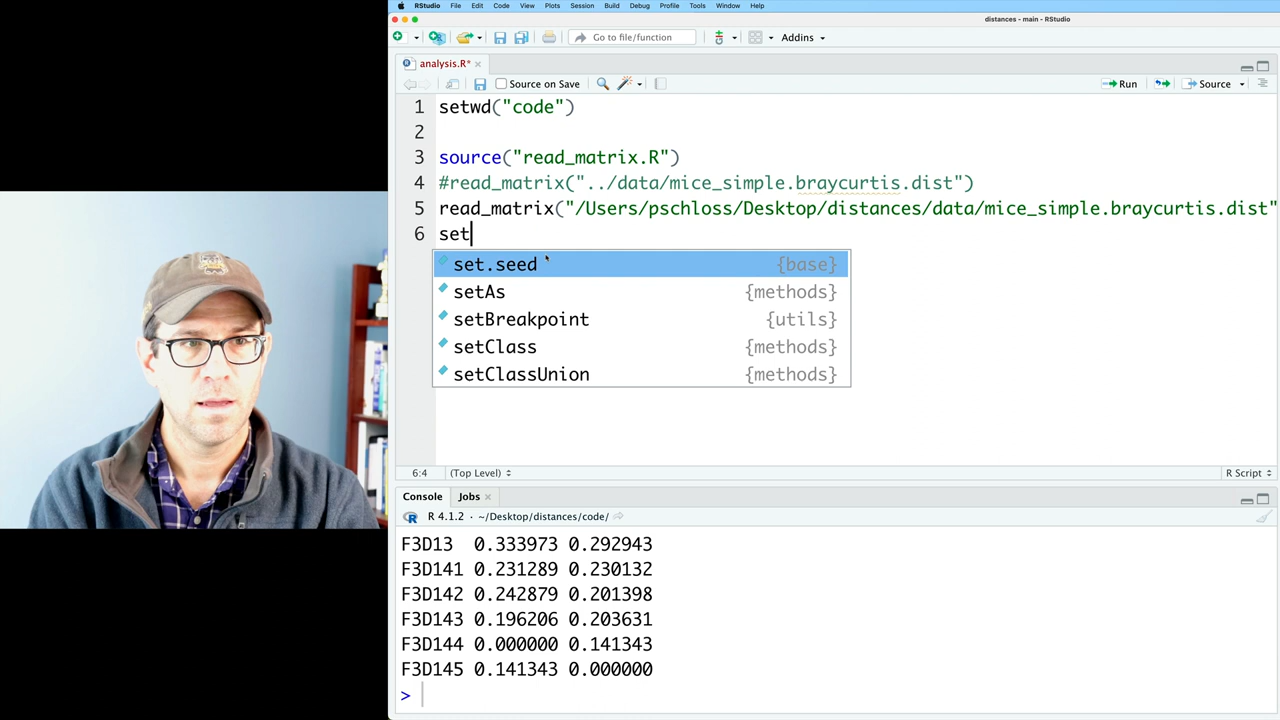 RStudio File Edit Code View Plots Session Build Debug Profile Tools Window Help
distances - main - RStudio
Go to file/function Addins
analysis.R*
Source on Save Run Source
1 setwd("code")
2
3 source("read_matrix.R")
4 #read_matrix("../data/mice_simple.braycurtis.dist")
5 read_matrix("/Users/pschloss/Desktop/distances/data/mice_simple.braycurtis.dist"
6 set
set.seed {base}
setAs {methods}
setBreakpoint {utils}
setClass {methods}
setClassUnion {methods}
6:4 (Top Level) R Script
Console Jobs
R 4.1.2 · ~/Desktop/distances/code/
F3D13 0.333973 0.292943
F3D141 0.231289 0.230132
F3D142 0.242879 0.201398
F3D143 0.196206 0.203631
F3D144 0.000000 0.141343
F3D145 0.141343 0.000000
>